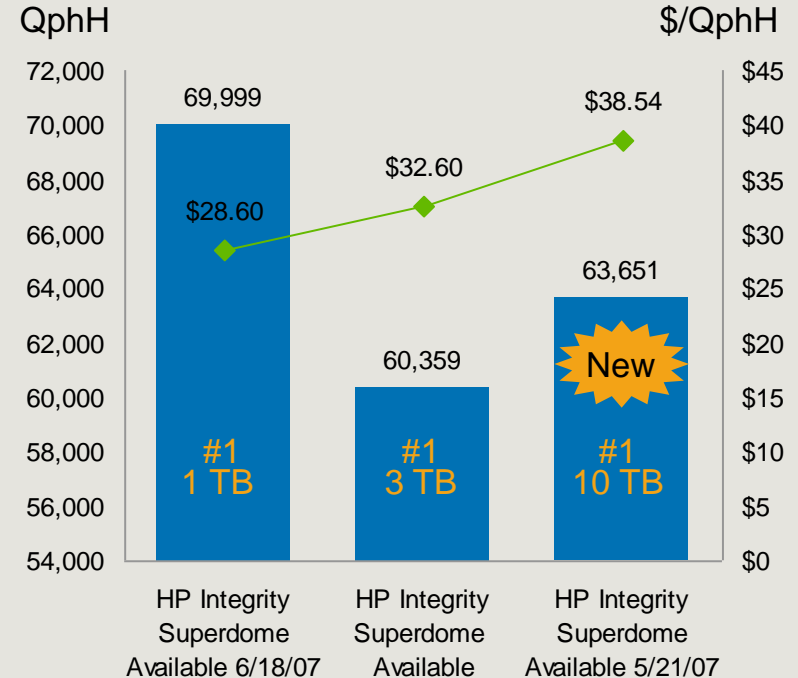 QphH
$/QphH
72,000
70,000
68,000
66,000
64,000
62,000
60,000
58,000
56,000
54,000
69,999
$28.60
#1
1 TB
$32.60
60,359
#1
3 TB
$38.54
63,651
New
#1
10 TB
$45
$40
$35
$30
$25
$20
$15
$10
$5
$0
HP Integrity
Superdome
Available 6/18/07
HP Integrity
Superdome
Available
HP Integrity
Superdome
Available 5/21/07